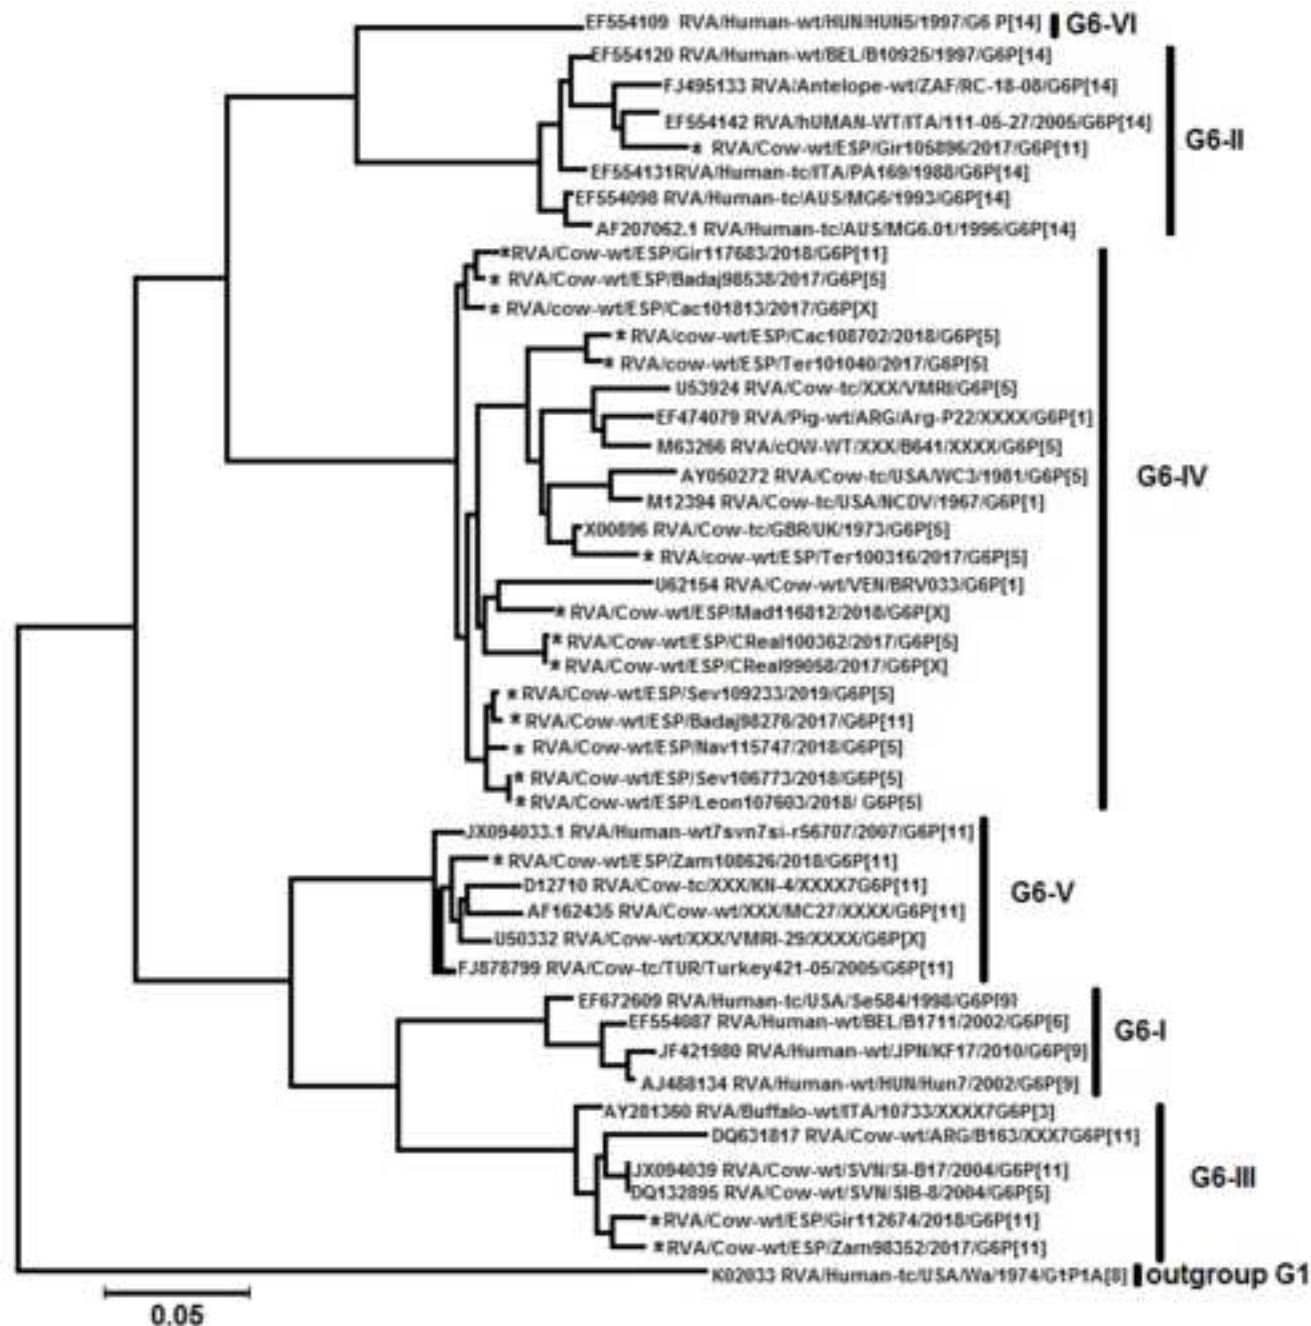 EF554109 RVA/Human-wt/HUN/HUN5/1997/G6 P[14] G6-VI
EF554120 RVA/Human-wt/BEL/B10925/1997/G6P[14]
FJ495133 RVA/Antelope-wt/ZAF/RC-18-08/G6P[14]
EF554142 RVA/hUMAN-WT/ITA/111-05-27/2005/G6P[14]
G6-II
* RVA/Cow-wt/ESP/Gir105896/2017/G6P[11]
EF554131RVA/Human-tc/ITA/PA169/1988/G6P[14]
EF554098 RVA/Human-tc/AUS/MG6/1993/G6P[14]
AF207062.1 RVA/Human-tc/AUS/MG6.01/1996/G6P[14]
*RVA/Cow-wt/ESP/Gir117683/2018/G6P[11]
* RVA/Cow-wt/ESP/Badaj98538/2017/G6P[5]
* RVA/cow-wt/ESP/Cac101813/2017/G6P[X]
* RVA/cow-wt/ESP/Cac108702/2018/G6P[5]
* RVA/cow-wt/ESP/Ter101040/2017/G6P[5]
U53924 RVA/Cow-tc/XXX/VMRI/G6P[5]
EF474079 RVA/Pig-wt/ARG/Arg-P22/XXXX/G6P[1]
M63266 RVA/cOW-WT/XXX/B641/XXXX/G6P[5]
AY050272 RVA/Cow-tc/USA/WC3/1981/G6P[5]
G6-IV
M12394 RVA/Cow-tc/USA/NCDV/1967/G6P[1]
X00896 RVA/Cow-tc/GBR/UK/1973/G6P[5]
* RVA/cow-wt/ESP/Ter100316/2017/G6P[5]
U62154 RVA/Cow-wt/VEN/BRV033/G6P[1]
* RVA/Cow-wt/ESP/Mad116812/2018/G6P[X]
* RVA/Cow-wt/ESP/CReal100362/2017/G6P[5]
* RVA/Cow-wt/ESP/CReal99058/2017/G6P[X]
* RVA/Cow-wt/ESP/Sev109233/2019/G6P[5]
* RVA/Cow-wt/ESP/Badaj98276/2017/G6P[11]
* RVA/Cow-wt/ESP/Nav115747/2018/G6P[5]
* RVA/Cow-wt/ESP/Sev106773/2018/G6P[5]
* RVA/Cow-wt/ESP/Leon107603/2018/ G6P[5]
JX094033.1 RVA/Human-wt7svn7si-r56707/2007/G6P[11]
* RVA/Cow-wt/ESP/Zam108626/2018/G6P[11]
D12710 RVA/Cow-tc/XXX/KN-4/XXXX7G6P[11]
G6-V
AF162435 RVA/Cow-wt/XXX/MC27/XXXX/G6P[11]
U50332 RVA/Cow-wt/XXX/VMRI-29/XXXX/G6P[X]
FJ878799 RVA/Cow-tc/TUR/Turkey421-05/2005/G6P[11]
EF672609 RVA/Human-tc/USA/Se584/1998/G6P[9]
EF554087 RVA/Human-wt/BEL/B1711/2002/G6P[6]
G6-I
JF421980 RVA/Human-wt/JPN/KF17/2010/G6P[9]
AJ488134 RVA/Human-wt/HUN/Hun7/2002/G6P[9]
AY281360 RVA/Buffalo-wt/ITA/10733/XXXX7G6P[3]
DQ631817 RVA/Cow-wt/ARG/B163/XXX7G6P[11]
JX094039 RVA/Cow-wt/SVN/SI-B17/2004/G6P[11]
G6-III
DQ132895 RVA/Cow-wt/SVN/SIB-8/2004/G6P[5]
*RVA/Cow-wt/ESP/Gir112674/2018/G6P[11]
*RVA/Cow-wt/ESP/Zam98352/2017/G6P[11]
K02033 RVA/Human-tc/USA/Wa/1974/G1P1A[8] outgroup G1
0.05